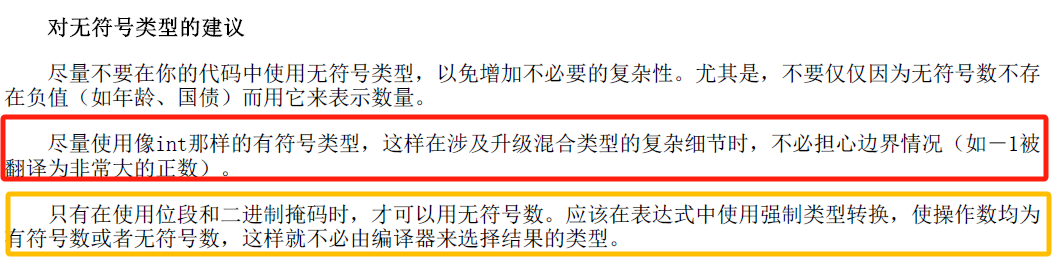 对无符号类型的建议
尽量不要在你的代码中使用无符号类型，以免增加不必要的复杂性。尤其是，不要仅仅因为无符号数不存
在负值（如年龄、国债）而用它来表示数量。
尽量使用像int那样的有符号类型，这样在涉及升级混合类型的复杂细节时，不必担心边界情况（如－1被
翻译为非常大的正数）。
只有在使用位段和二进制掩码时，才可以用无符号数。应该在表达式中使用强制类型转换，使操作数均为
有符号数或者无符号数，这样就不必由编译器来选择结果的类型。